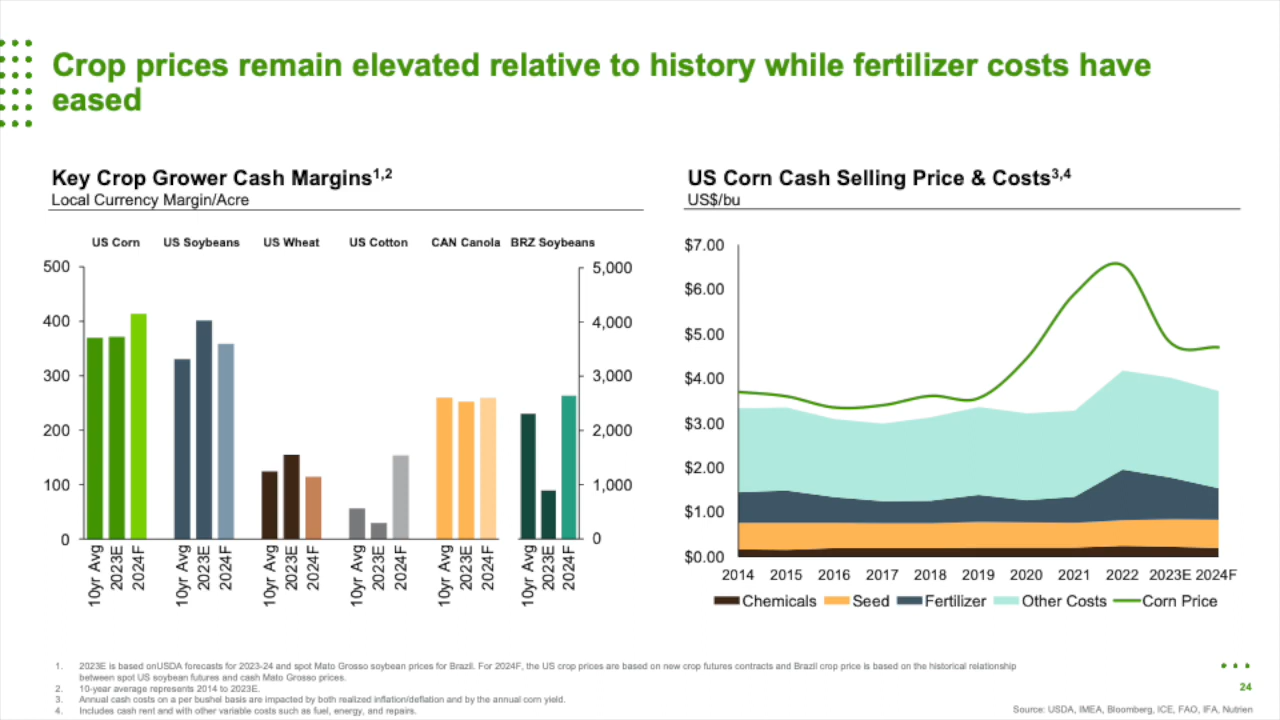 Crop prices remain elevated relative to history while fertilizer costs have
eased
Key Crop Grower Cash Margins1,2
Local Currency Margin/Acre
US Corn US Soybeans US Wheat US Cotton CAN Canola BRZ Soybeans
500
400
300
200
100
0
5,000
4,000
3,000
2,000
1,000
0
10yr Avg 2023E 2024F 10yr Avg 2023E 2024F 10yr Avg 2023E 2024F 10yr Avg 2023E 2024F 10yr Avg 2023E 2024F 10yr Avg 2023E 2024F
US Corn Cash Selling Price & Costs3,4
US$/bu
$7.00
$6.00
$5.00
$4.00
$3.00
$2.00
$1.00
$0.00
2014 2015 2016 2017 2018 2019 2020 2021 2022 2023E 2024F
Chemicals Seed Fertilizer Other Costs Corn Price
1. 2023E is based onUSDA forecasts for 2023-24 and spot Mato Grosso soybean prices for Brazil. For 2024F, the US crop prices are based on new crop futures contracts and Brazil crop price is based on the historical relationship
between spot US soybean futures and cash Mato Grosso prices.
2. 10-year average represents 2014 to 2023E.
3. Annual cash costs on a per bushel basis are impacted by both realized inflation/deflation and by the annual corn yield.
4. Includes cash rent and with other variable costs such as fuel, energy, and repairs.
24
Source: USDA, IMEA, Bloomberg, ICE, FAO, IFA, Nutrien